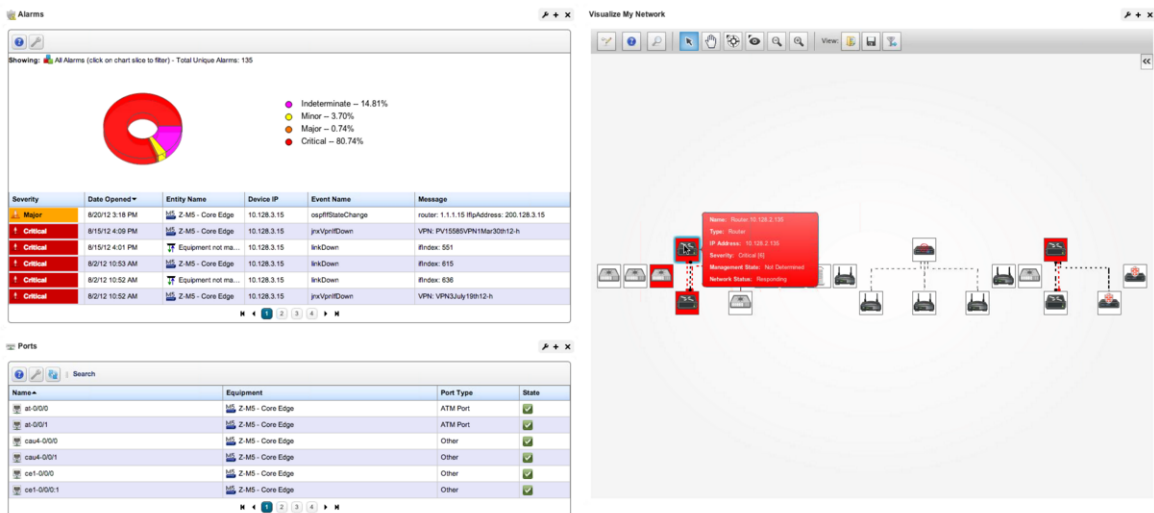 Alarms
Showing: All Alarms (click on chart slice to filter) - Total Unique Alarms: 135
Indeterminate – 14.81%
Minor – 3.70%
Major – 0.74%
Critical – 80.74%
Severity Date Opened Entity Name Device IP Event Name Message
Major 8/20/12 3:18 PM Z-M5 - Core Edge 10.128.3.15 ospfIfStateChange router: 1.1.1.15 IfIpAddress: 200.128.3.15
Critical 8/15/12 4:09 PM Z-M5 - Core Edge 10.128.3.15 jnxVpnIfDown VPN: PV15585VPN1Mar30th12-h
Critical 8/15/12 4:01 PM Equipment not ma... 10.128.3.15 linkDown ifIndex: 551
Critical 8/2/12 10:53 AM Z-M5 - Core Edge 10.128.3.15 linkDown ifIndex: 615
Critical 8/2/12 10:52 AM Equipment not ma... 10.128.3.15 linkDown ifIndex: 636
Critical 8/2/12 10:52 AM Z-M5 - Core Edge 10.128.3.15 jnxVpnIfDown VPN: VPN3July19th12-h
1 2 3 4
Ports
Search
Name Equipment Port Type State
at-0/0/0 Z-M5 - Core Edge ATM Port
at-0/0/1 Z-M5 - Core Edge ATM Port
cau4-0/0/0 Z-M5 - Core Edge Other
cau4-0/0/1 Z-M5 - Core Edge Other
ce1-0/0/0 Z-M5 - Core Edge Other
ce1-0/0/0:1 Z-M5 - Core Edge Other
1 2 3 4
Visualize My Network
View:
Name: Router 10.128.2.135
Type: Router
IP Address: 10.128.2.135
Severity: Critical [6]
Management State: Not Determined
Network Status: Responding